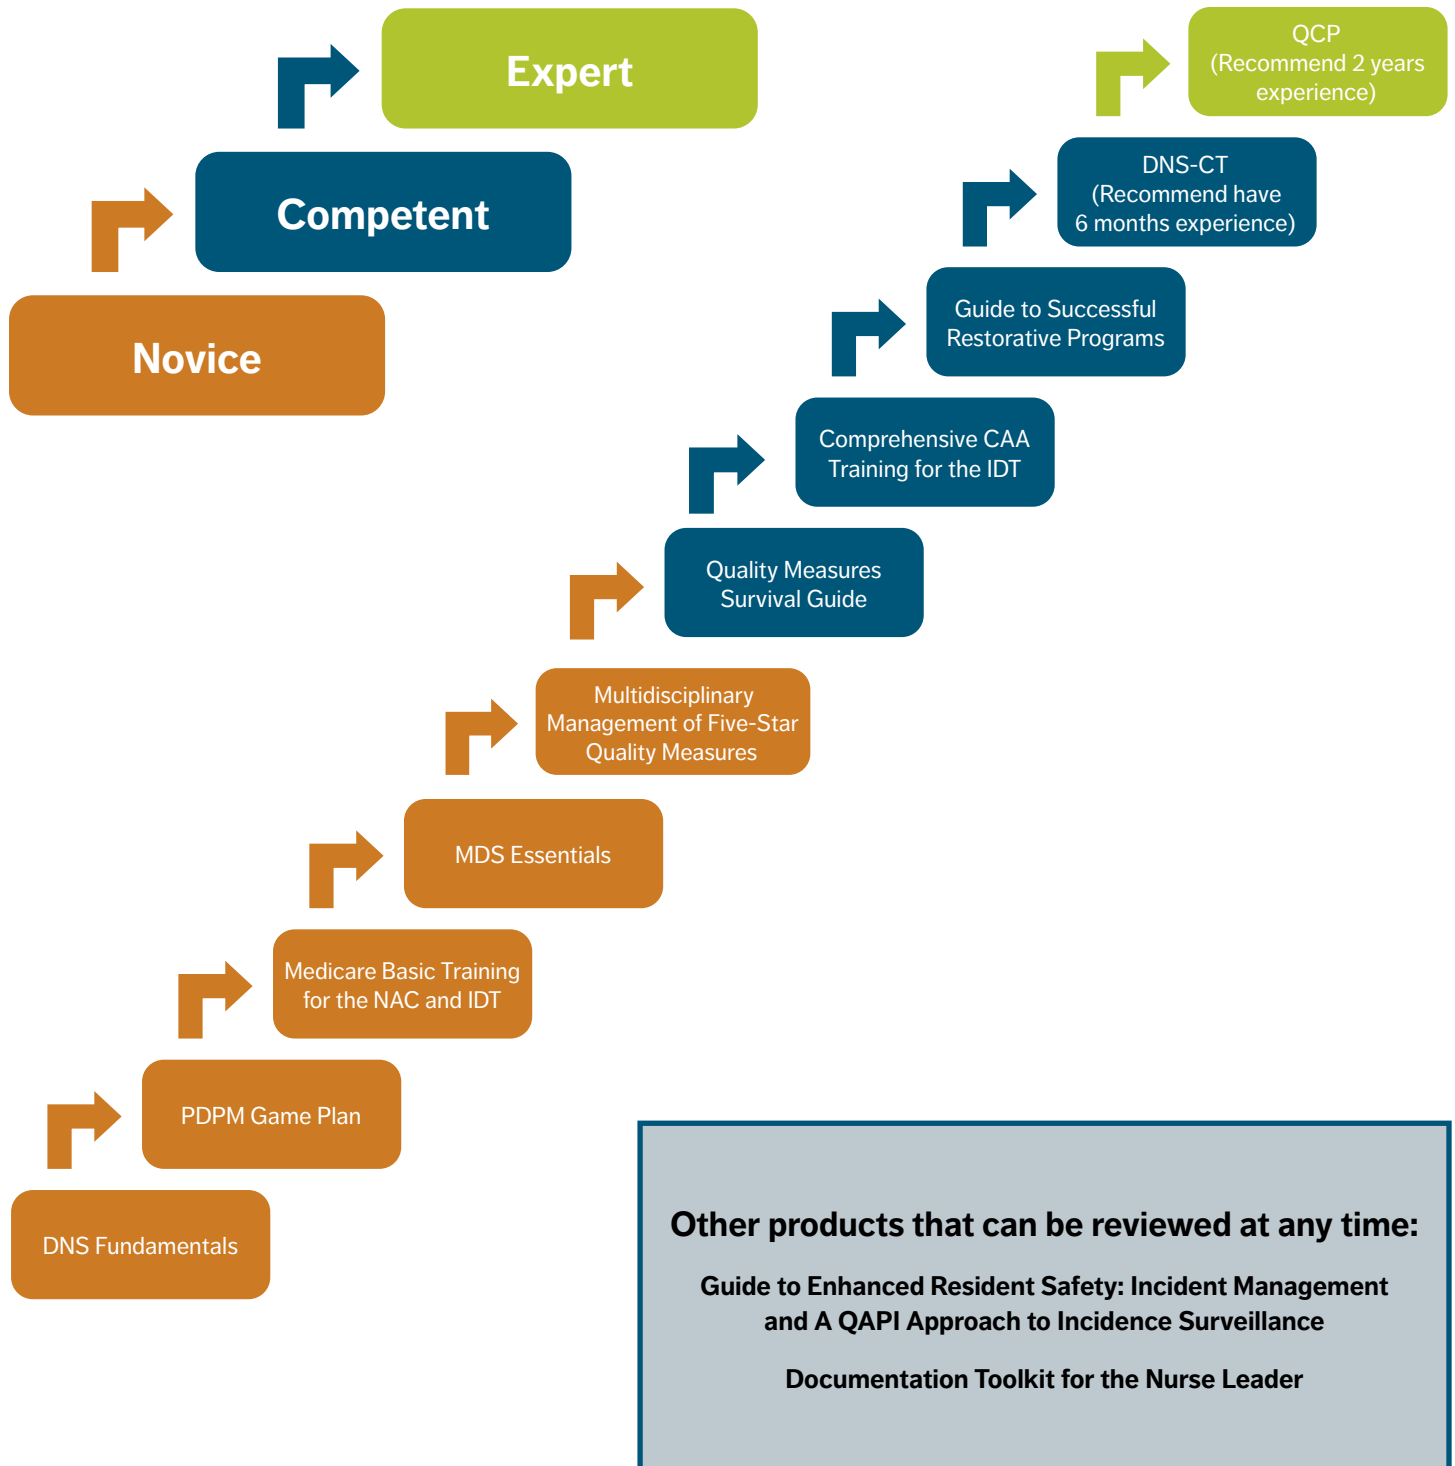 Expert
Competent
Novice
QCP
(Recommend 2 years
experience)
DNS-CT
(Recommend have
6 months experience)
Guide to Successful
Restorative Programs
Comprehensive CAA
Training for the IDT
Quality Measures
Survival Guide
Multidisciplinary
Management of Five-Star
Quality Measures
MDS Essentials
Medicare Basic Training
for the NAC and IDT
PDPM Game Plan
DNS Fundamentals
Other products that can be reviewed at any time:
Guide to Enhanced Resident Safety: Incident Management
and A QAPI Approach to Incidence Surveillance
Documentation Toolkit for the Nurse Leader